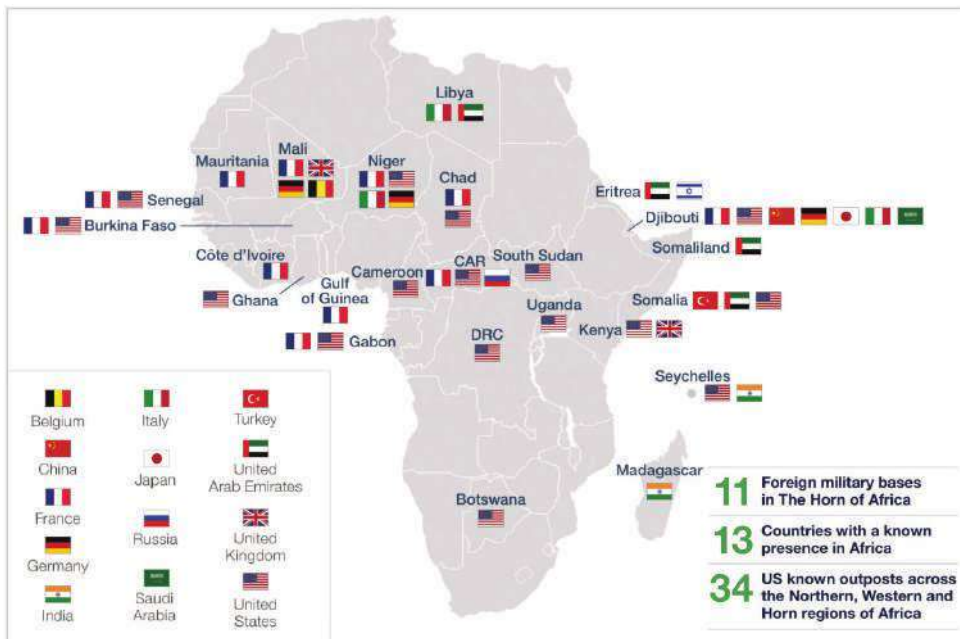 Libya
Mali
Mauritania
Niger
Chad
Senegal
Eritrea
Djibouti
Burkina Faso
Somaliland
Côte d'Ivoire
Cameroon
CAR
South Sudan
Ghana
Gulf
of Guinea
Uganda
Somalia
Kenya
Gabon
DRC
Seychelles
Madagascar
Botswana
Belgium
Italy
Turkey
China
Japan
United
Arab Emirates
France
Russia
United
Kingdom
Germany
India
Saudi
Arabia
United
States
11 Foreign military bases
in The Horn of Africa
13 Countries with a known
presence in Africa
34 US known outposts across
the Northern, Western and
Horn regions of Africa